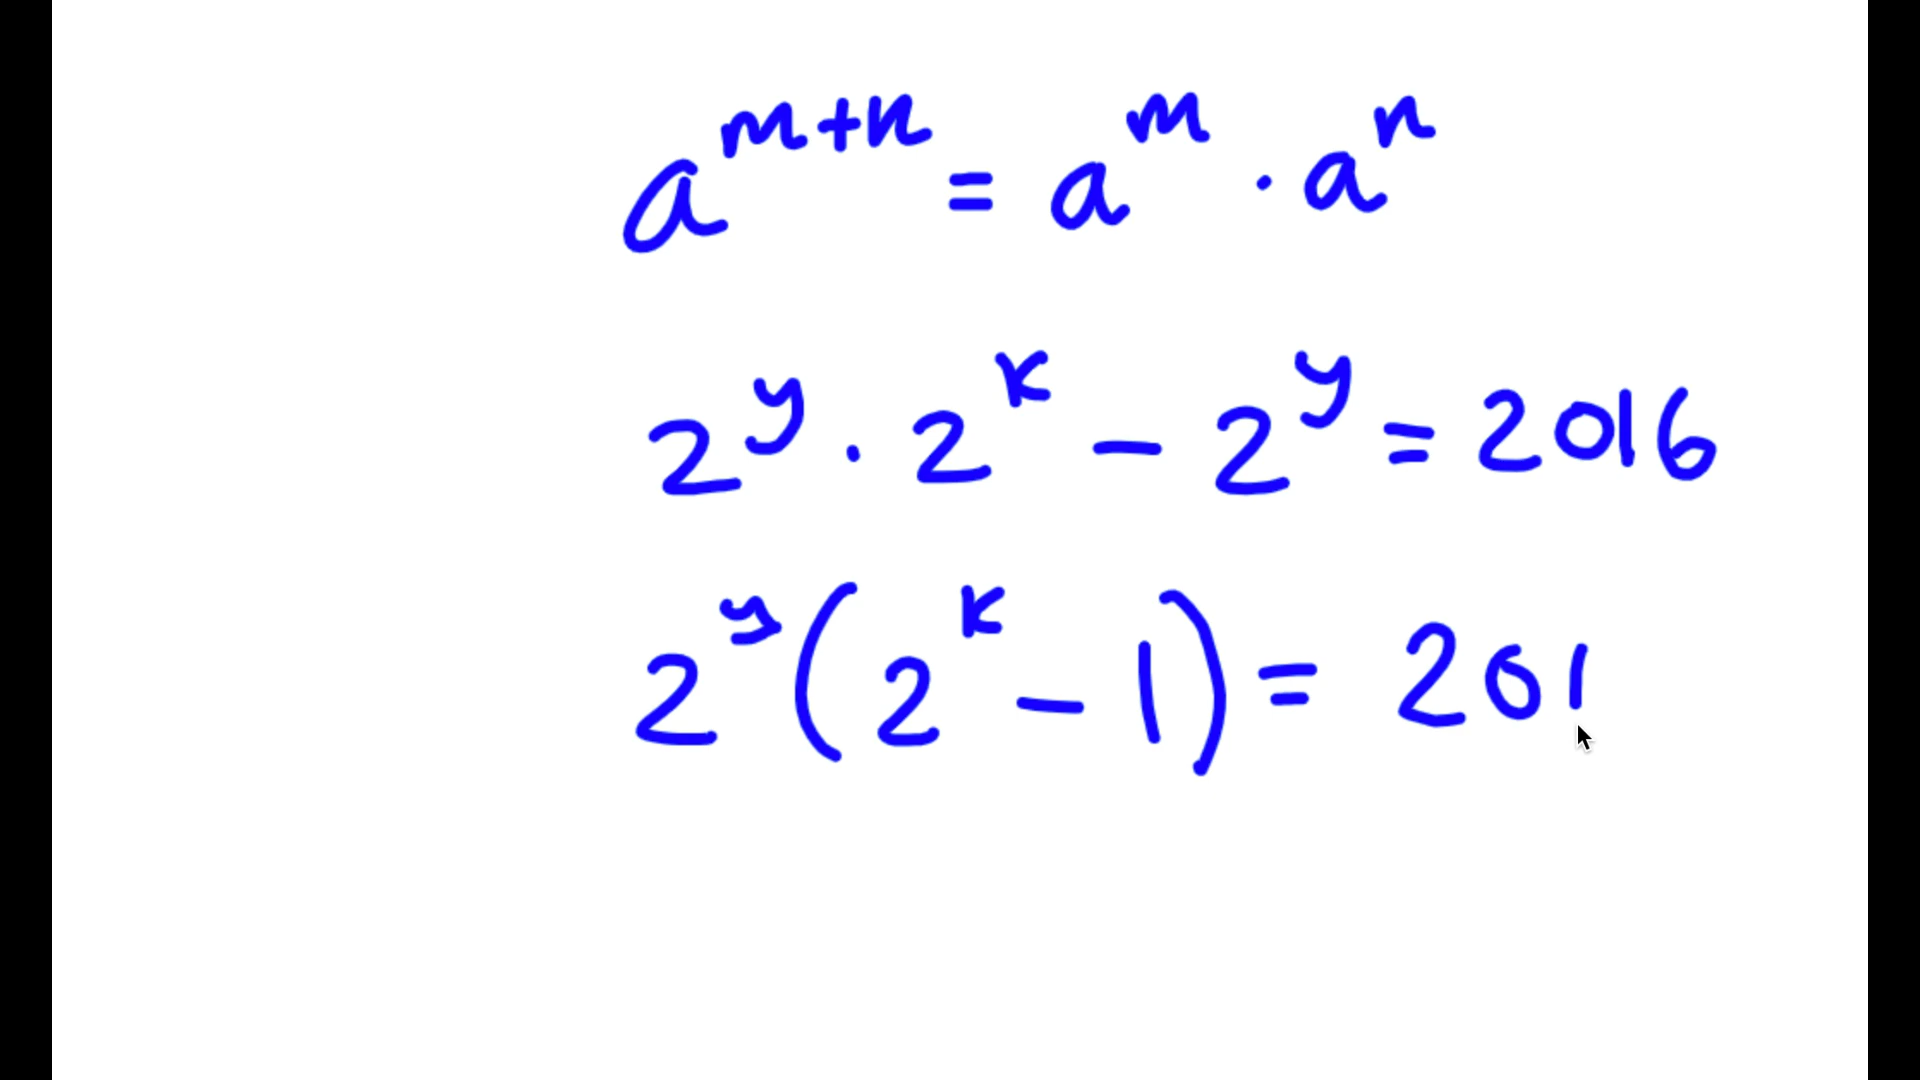 a^{m+n} = a^m · a^n
2^y · 2^k − 2^y = 2016
2^y (2^k − 1) = 201